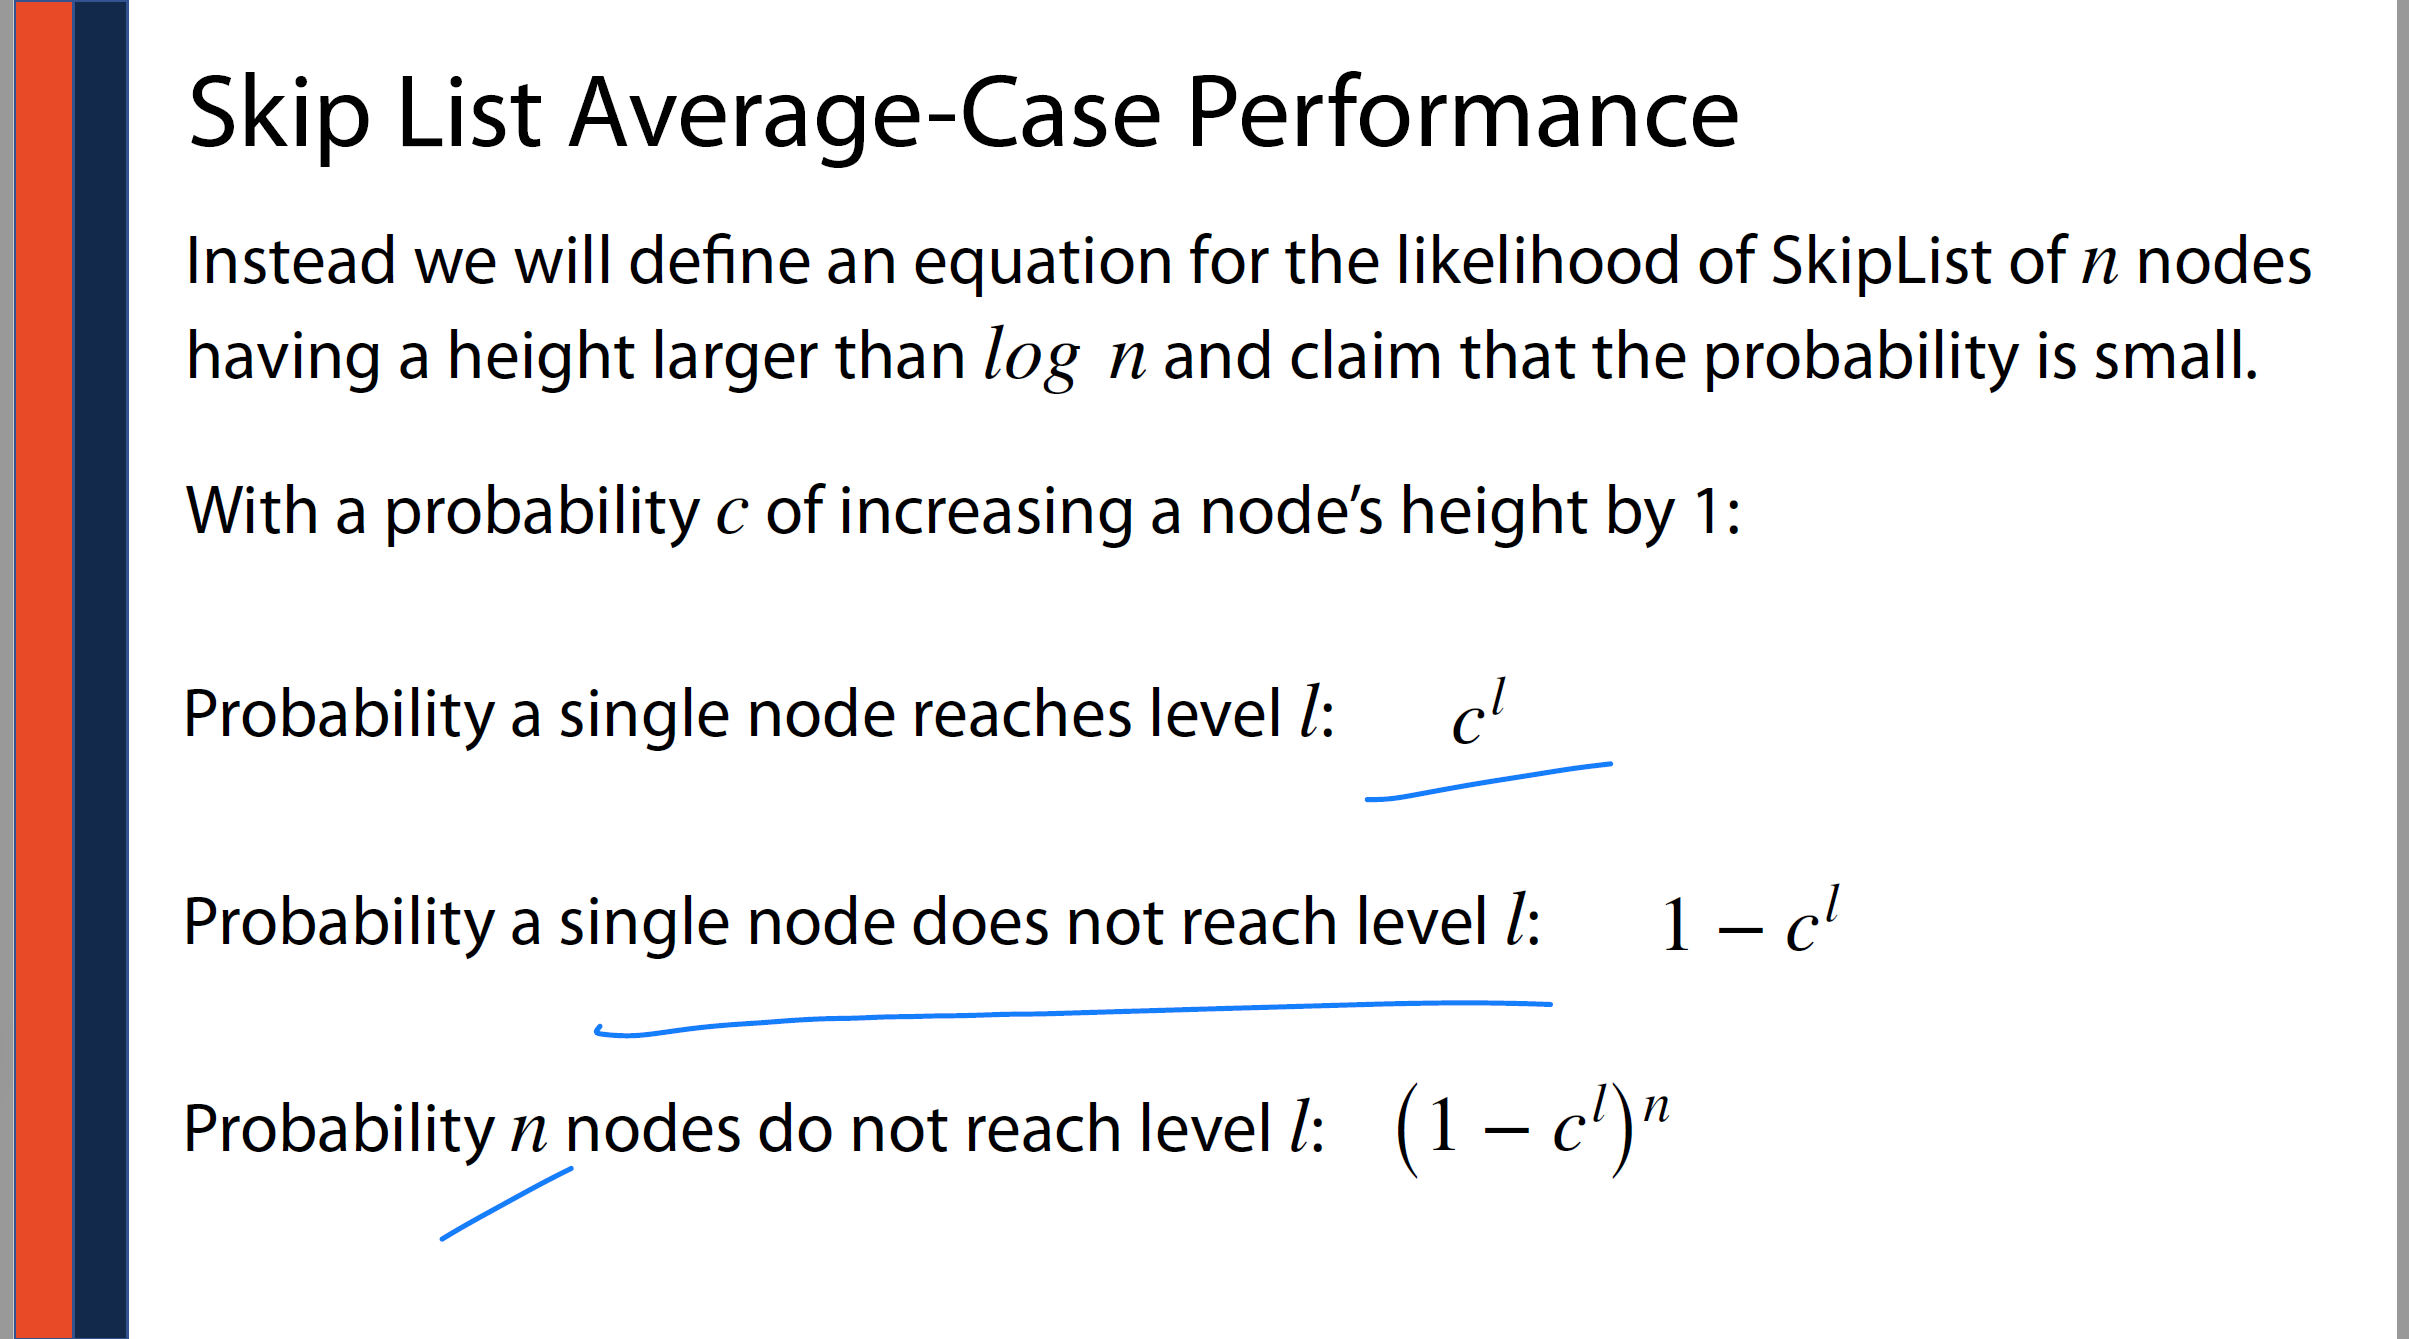 Skip List Average-Case Performance
Instead we will define an equation for the likelihood of SkipList of n nodes
having a height larger than log n and claim that the probability is small.
With a probability c of increasing a node’s height by 1:
Probability a single node reaches level l: c^l
Probability a single node does not reach level l: 1 − c^l
Probability n nodes do not reach level l: (1 − c^l)^n